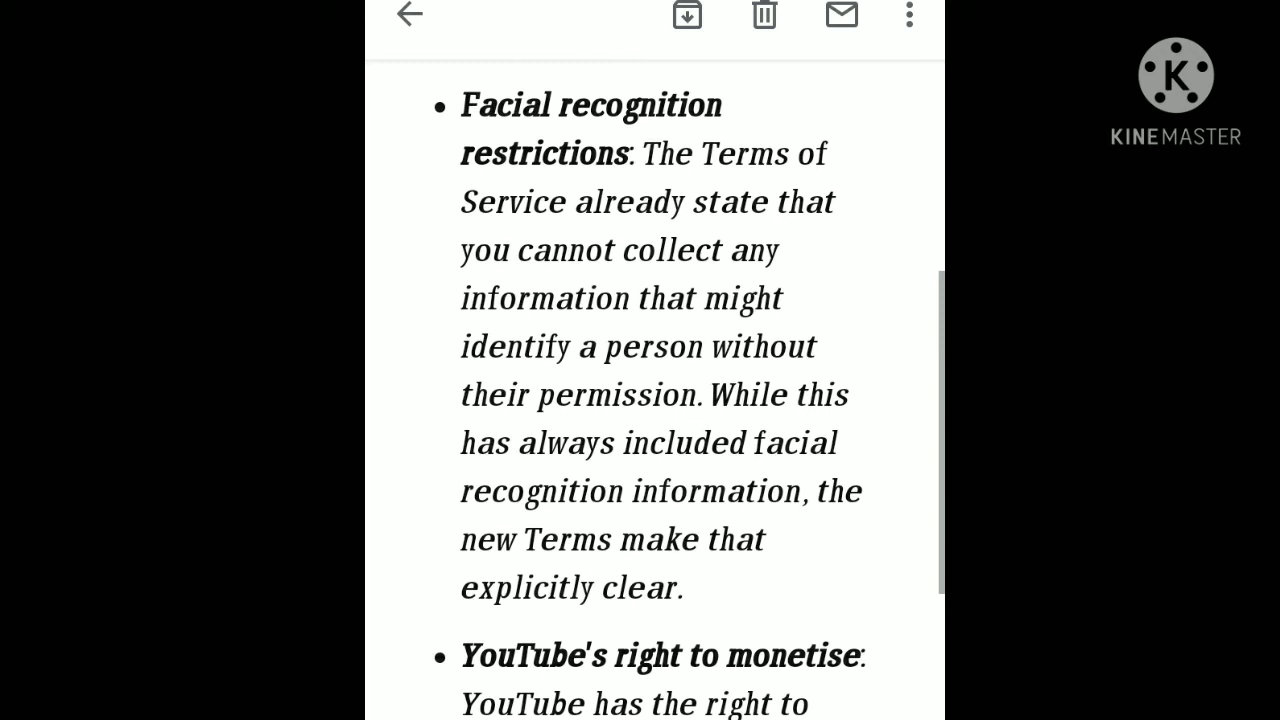 Facial recognition
restrictions: The Terms of
Service already state that
you cannot collect any
information that might
identify a person without
their permission. While this
has always included facial
recognition information, the
new Terms make that
explicitly clear.
YouTube's right to monetise:
YouTube has the right to
K
KINEMASTER